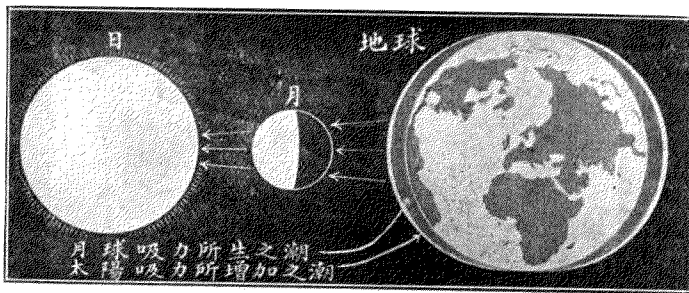 日
地球
月
月球吸力所生之潮
太陽吸力所增加之潮